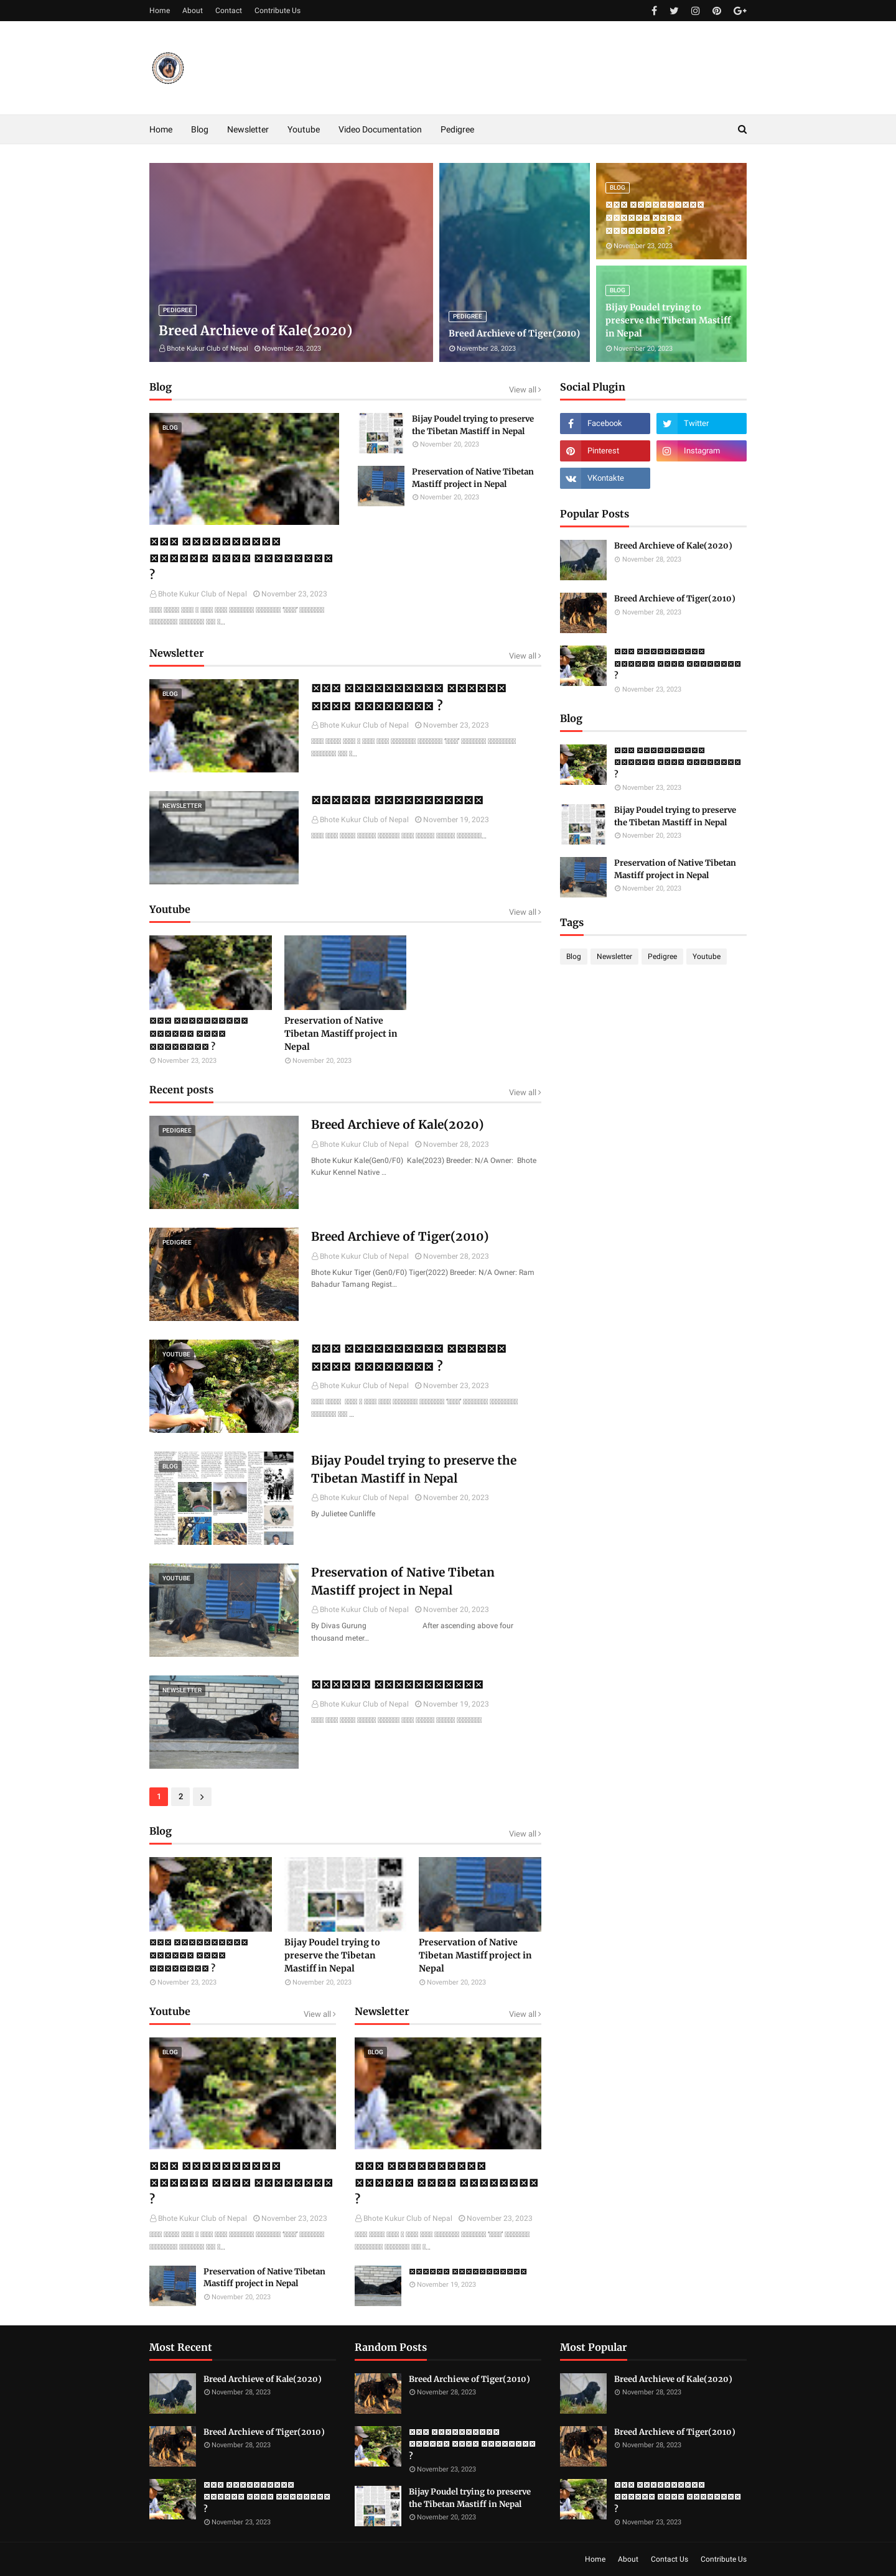 Home About Contact Contribute Us
Home Blog Newsletter Youtube Video Documentation Pedigree
PEDIGREE
Breed Archieve of Kale(2020)
Bhote Kukur Club of Nepal November 28, 2023
PEDIGREE
Breed Archieve of Tiger(2010)
November 28, 2023
BLOG
?
November 23, 2023
BLOG
Bijay Poudel trying to
preserve the Tibetan Mastiff
in Nepal
November 20, 2023
Blog View all
BLOG
?
Bhote Kukur Club of Nepal November 23, 2023
Bijay Poudel trying to preserve
the Tibetan Mastiff in Nepal
November 20, 2023
Preservation of Native Tibetan
Mastiff project in Nepal
November 20, 2023
Newsletter View all
BLOG
?
Bhote Kukur Club of Nepal November 23, 2023
NEWSLETTER
Bhote Kukur Club of Nepal November 19, 2023
Youtube View all
?
November 23, 2023
Preservation of Native
Tibetan Mastiff project in
Nepal
November 20, 2023
Recent posts View all
PEDIGREE
Breed Archieve of Kale(2020)
Bhote Kukur Club of Nepal November 28, 2023
Bhote Kukur Kale(Gen0/F0) Kale(2023) Breeder: N/A Owner: Bhote
Kukur Kennel Native …
PEDIGREE
Breed Archieve of Tiger(2010)
Bhote Kukur Club of Nepal November 28, 2023
Bhote Kukur Tiger (Gen0/F0) Tiger(2022) Breeder: N/A Owner: Ram
Bahadur Tamang Regist…
YOUTUBE
?
Bhote Kukur Club of Nepal November 23, 2023
BLOG
Bijay Poudel trying to preserve the
Tibetan Mastiff in Nepal
Bhote Kukur Club of Nepal November 20, 2023
By Julietee Cunliffe
YOUTUBE
Preservation of Native Tibetan
Mastiff project in Nepal
Bhote Kukur Club of Nepal November 20, 2023
By Divas Gurung After ascending above four
thousand meter…
NEWSLETTER
Bhote Kukur Club of Nepal November 19, 2023
1 2
Blog View all
?
November 23, 2023
Bijay Poudel trying to
preserve the Tibetan
Mastiff in Nepal
November 20, 2023
Preservation of Native
Tibetan Mastiff project in
Nepal
November 20, 2023
Youtube View all
BLOG
?
Bhote Kukur Club of Nepal November 23, 2023
Preservation of Native Tibetan
Mastiff project in Nepal
November 20, 2023
Newsletter View all
BLOG
?
Bhote Kukur Club of Nepal November 23, 2023
November 19, 2023
Social Plugin
Facebook Twitter
Pinterest Instagram
VKontakte
Popular Posts
Breed Archieve of Kale(2020)
November 28, 2023
Breed Archieve of Tiger(2010)
November 28, 2023
?
November 23, 2023
Blog
?
November 23, 2023
Bijay Poudel trying to preserve
the Tibetan Mastiff in Nepal
November 20, 2023
Preservation of Native Tibetan
Mastiff project in Nepal
November 20, 2023
Tags
Blog Newsletter Pedigree Youtube
Most Recent
Breed Archieve of Kale(2020)
November 28, 2023
Breed Archieve of Tiger(2010)
November 28, 2023
?
November 23, 2023
Random Posts
Breed Archieve of Tiger(2010)
November 28, 2023
?
November 23, 2023
Bijay Poudel trying to preserve
the Tibetan Mastiff in Nepal
November 20, 2023
Most Popular
Breed Archieve of Kale(2020)
November 28, 2023
Breed Archieve of Tiger(2010)
November 28, 2023
?
November 23, 2023
Home About Contact Us Contribute Us